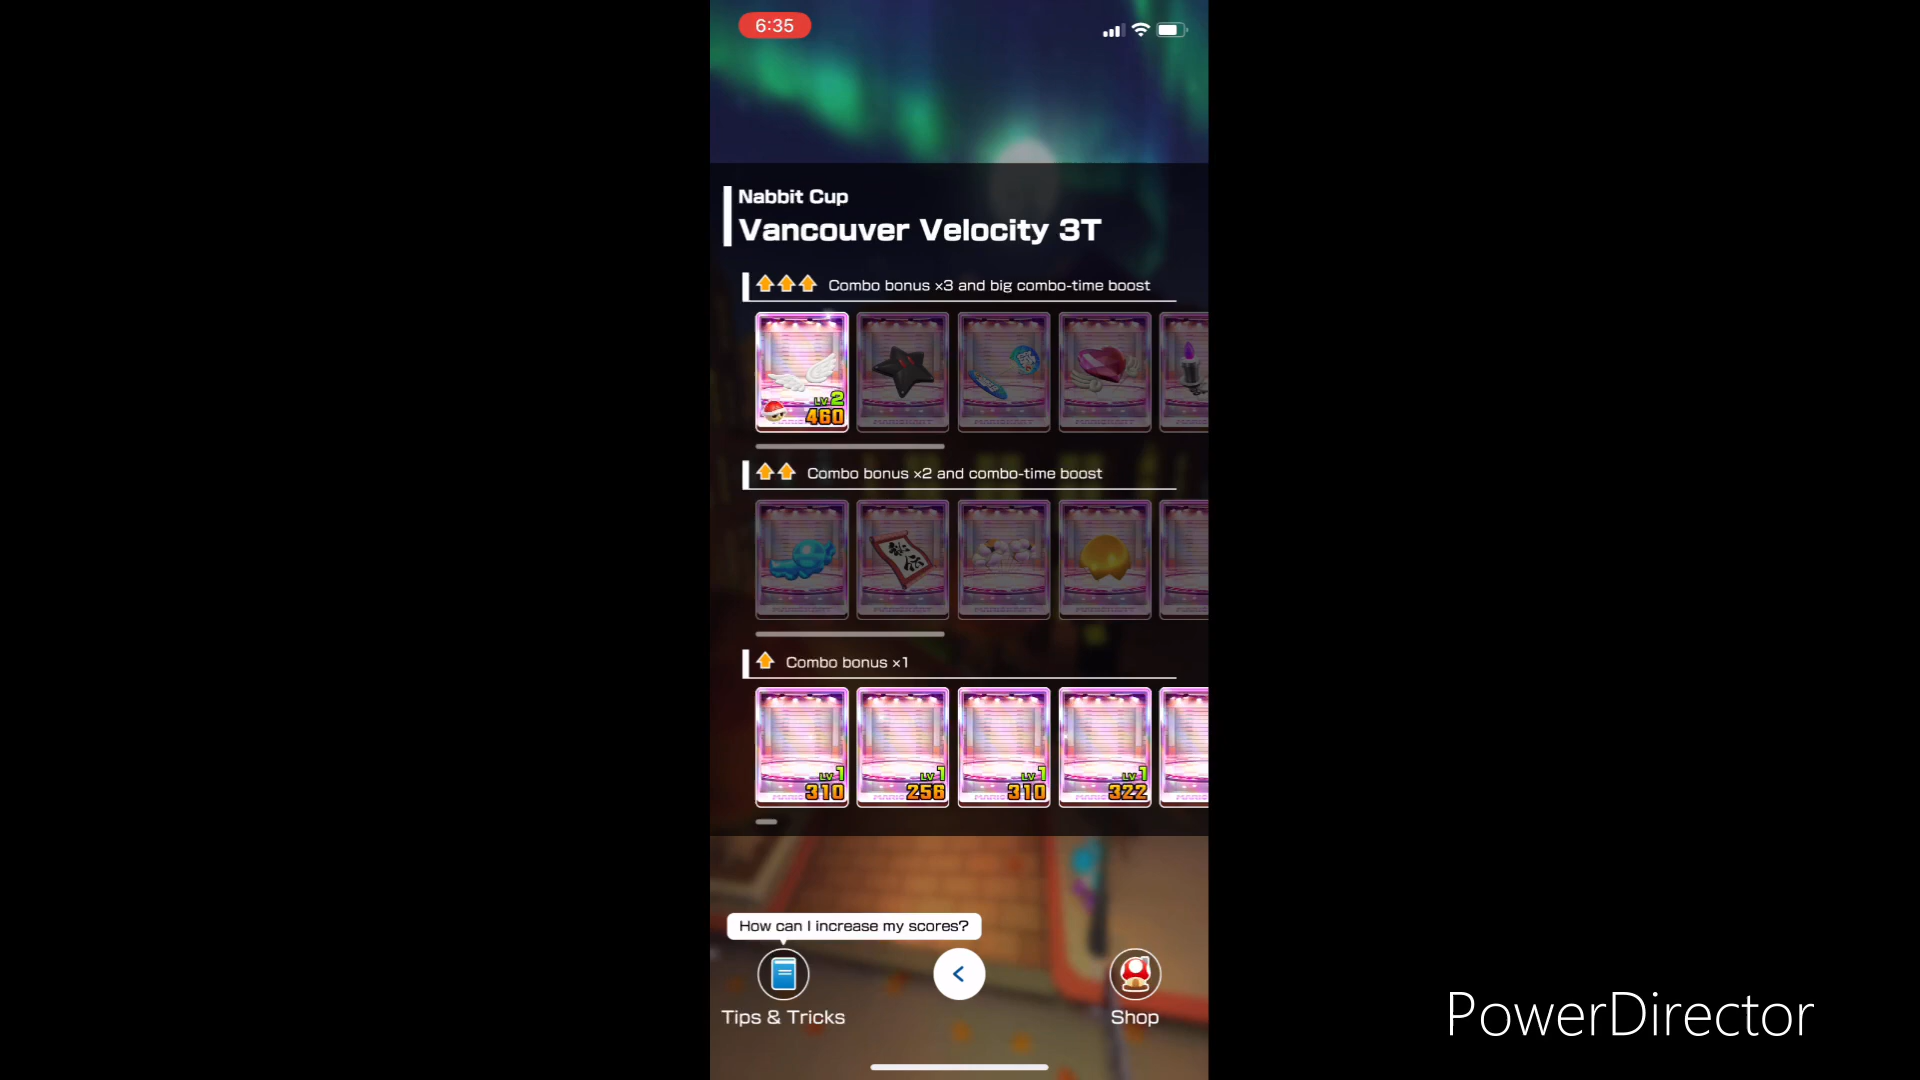 6:35
Nabbit Cup
Vancouver Velocity 3T
Combo bonus ×3 and big combo-time boost
LV.2
460
Combo bonus ×2 and combo-time boost
Combo bonus ×1
LV.1 LV.1 LV.1 LV.1
310 256 310 322
How can I increase my scores?
Tips & Tricks
<
Shop
PowerDirector